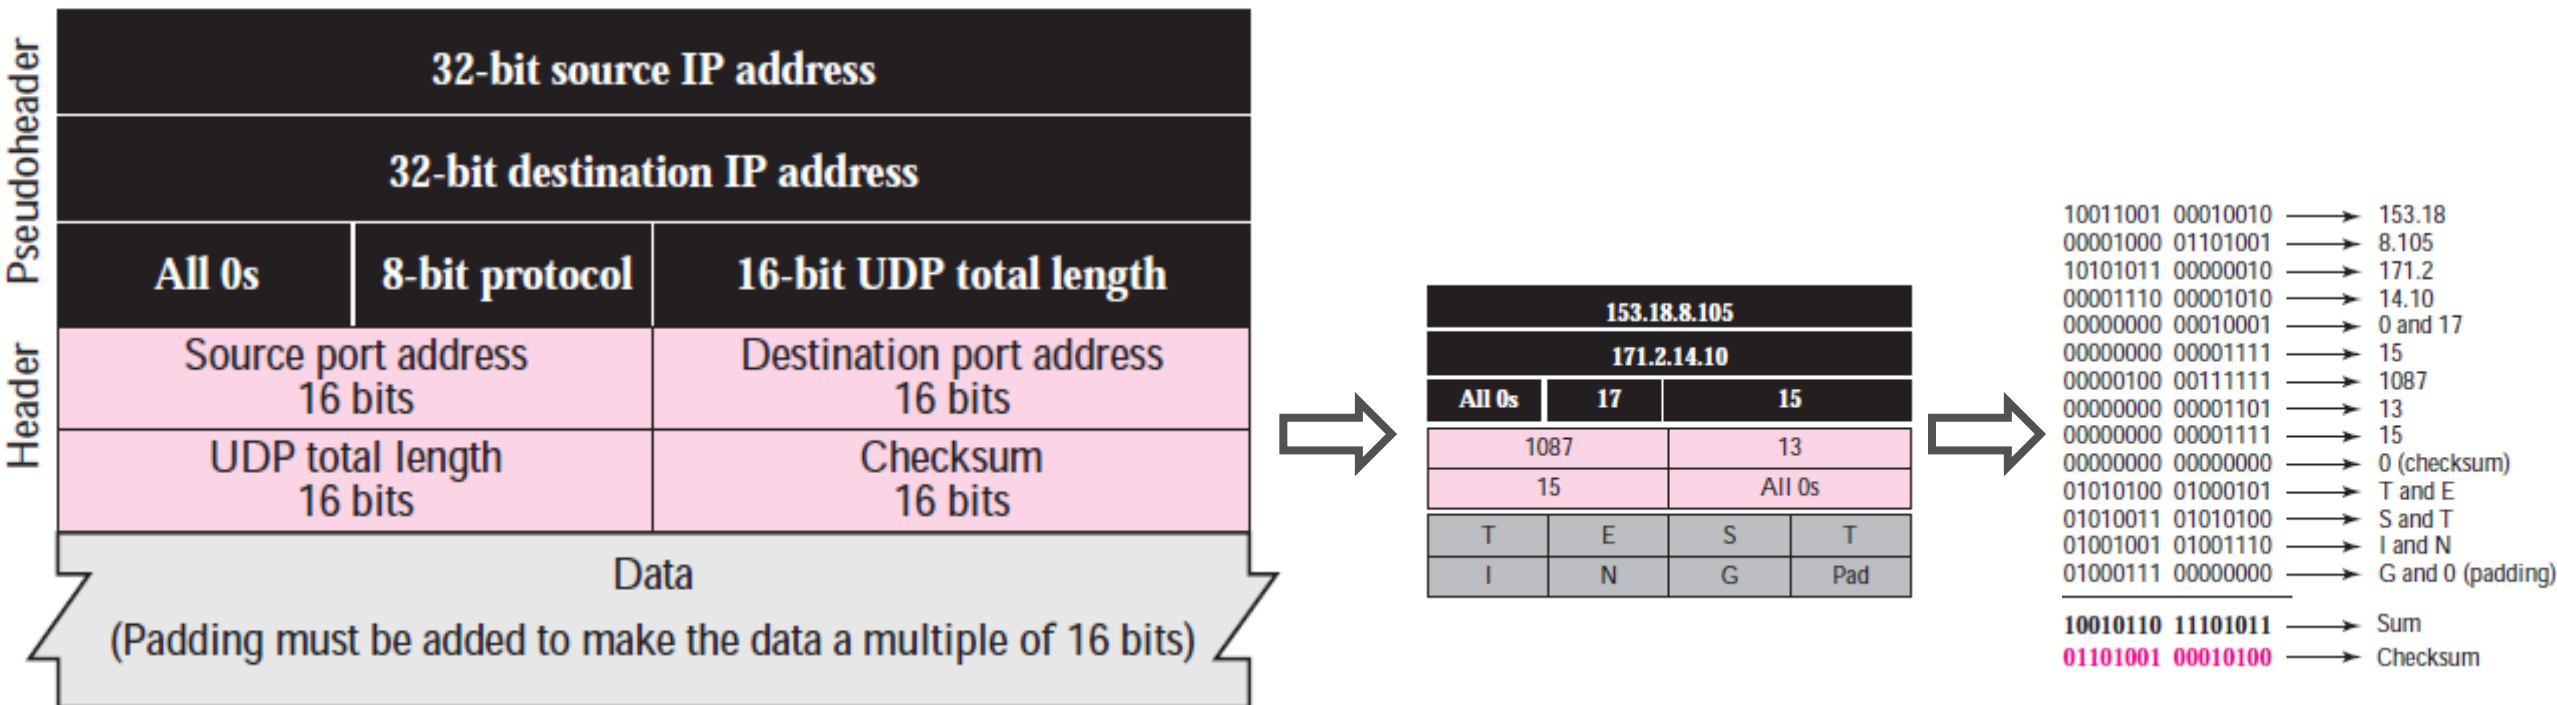 Pseudoheader
32-bit source IP address
32-bit destination IP address
All 0s 8-bit protocol 16-bit UDP total length
Header
Source port address
16 bits
Destination port address
16 bits
UDP total length
16 bits
Checksum
16 bits
Data
(Padding must be added to make the data a multiple of 16 bits)
153.18.8.105
171.2.14.10
All 0s 17 15
1087 13
15 All 0s
T E S T
I N G Pad
10011001 00010010 153.18
00001000 01101001 8.105
10101011 00000010 171.2
00001110 00001010 14.10
00000000 00010001 0 and 17
00000000 00001111 15
00000100 00111111 1087
00000000 00001101 13
00000000 00001111 15
00000000 00000000 0 (checksum)
01010100 01000101 T and E
01010011 01010100 S and T
01001001 01001110 I and N
01000111 00000000 G and 0 (padding)
10010110 11101011 Sum
01101001 00010100 Checksum